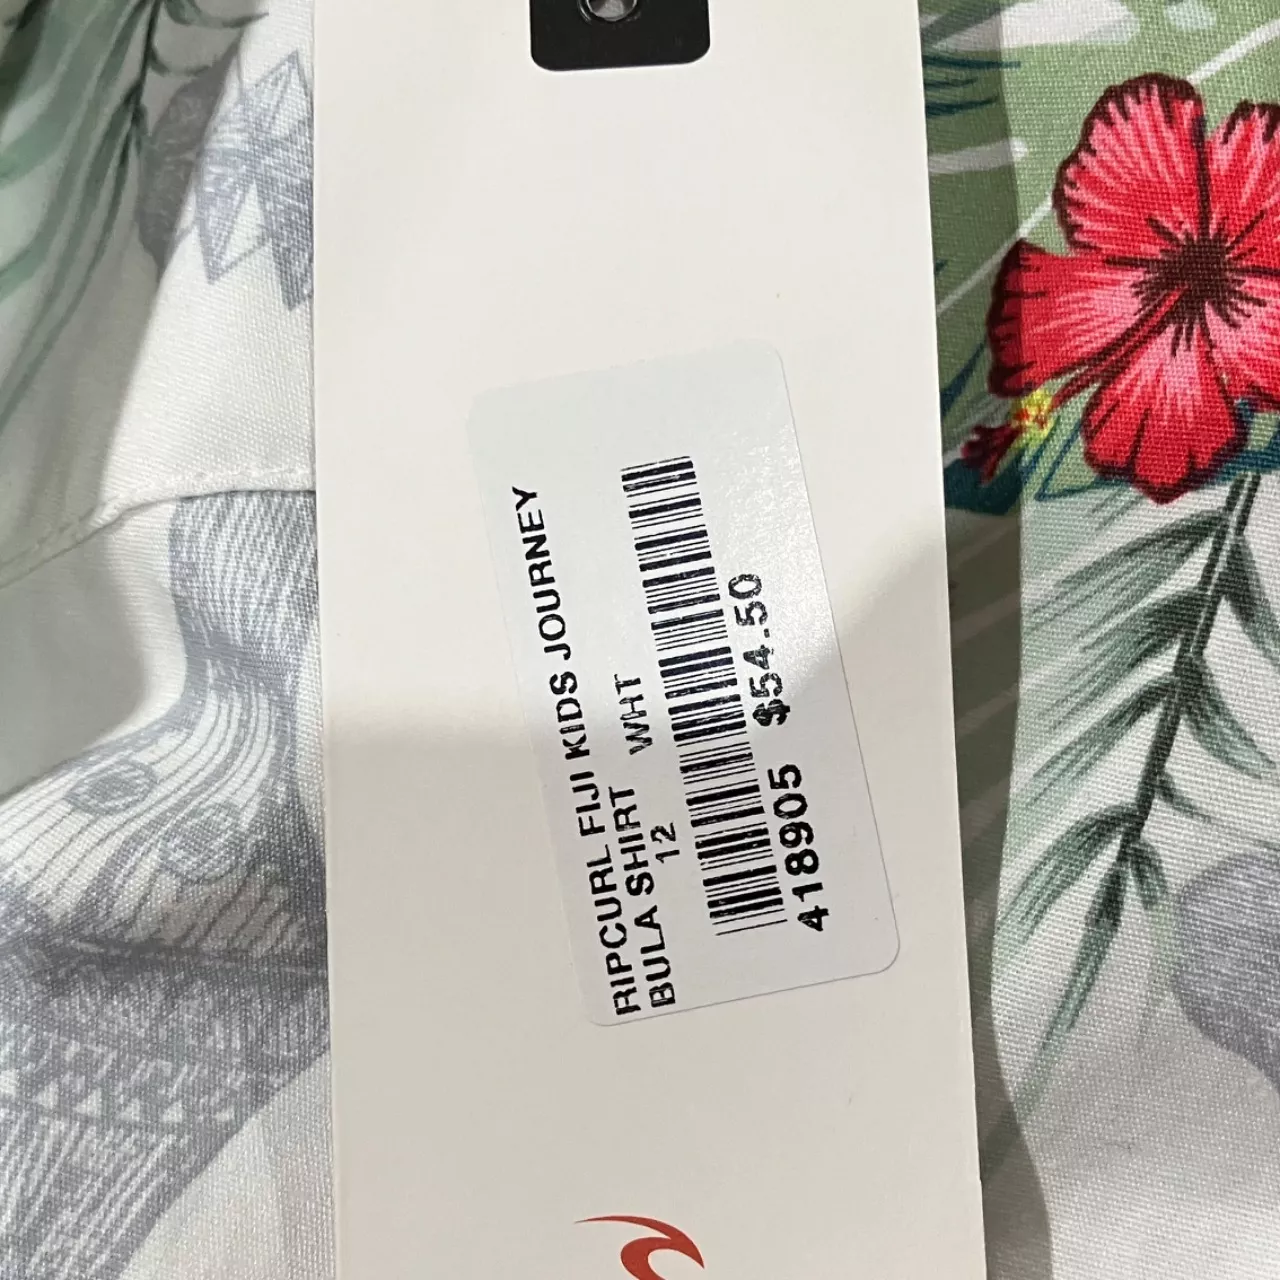 RIPCURL FIJI KIDS JOURNEY
BULA SHIRT WHT
12
418905 $54.50